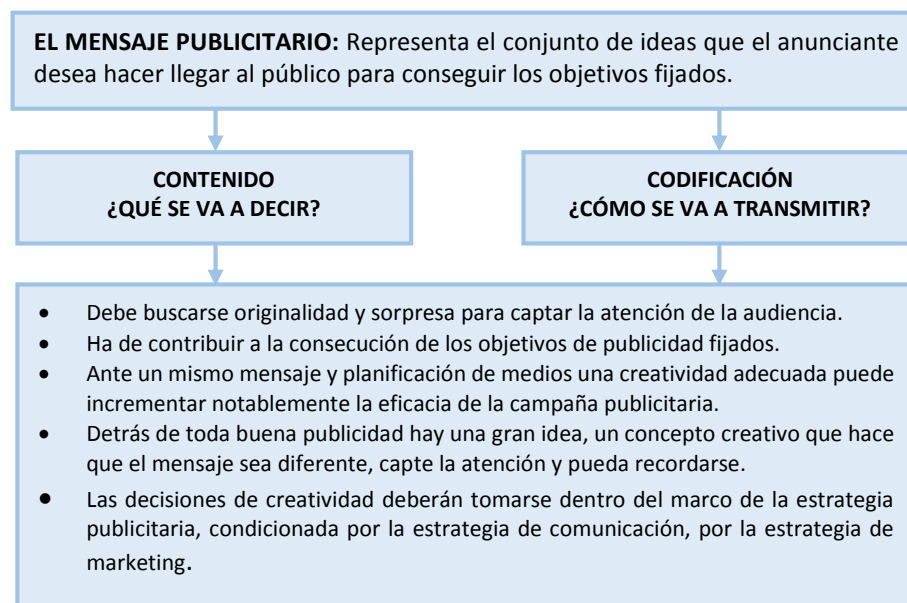 EL MENSAJE PUBLICITARIO: Representa el conjunto de ideas que el anunciante
desea hacer llegar al público para conseguir los objetivos fijados.
CONTENIDO
¿QUÉ SE VA A DECIR?
CODIFICACIÓN
¿CÓMO SE VA A TRANSMITIR?
• Debe buscarse originalidad y sorpresa para captar la atención de la audiencia.
• Ha de contribuir a la consecución de los objetivos de publicidad fijados.
• Ante un mismo mensaje y planificación de medios una creatividad adecuada puede
incrementar notablemente la eficacia de la campaña publicitaria.
• Detrás de toda buena publicidad hay una gran idea, un concepto creativo que hace
que el mensaje sea diferente, capte la atención y pueda recordarse.
• Las decisiones de creatividad deberán tomarse dentro del marco de la estrategia
publicitaria, condicionada por la estrategia de comunicación, por la estrategia de
marketing.